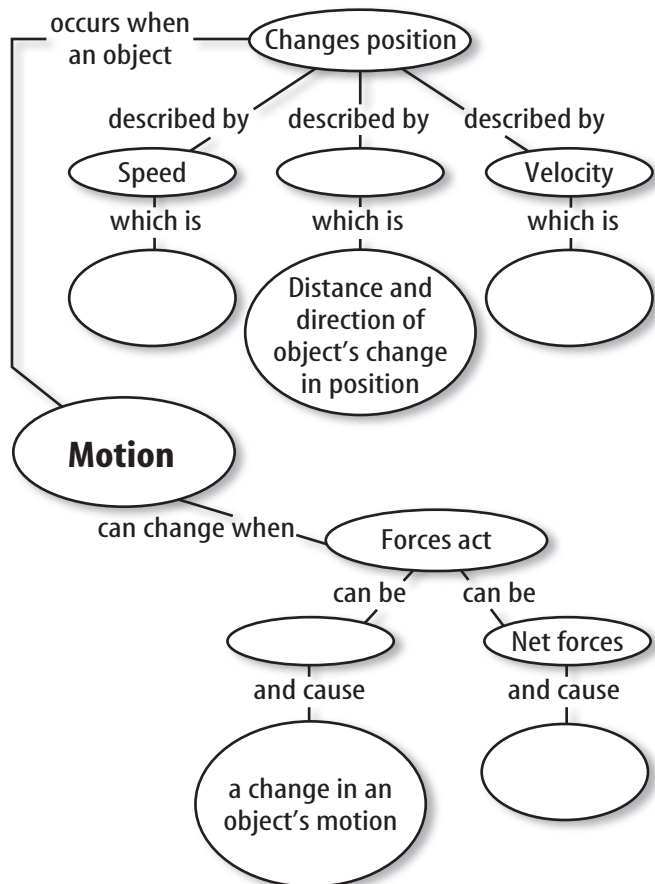 occurs when
an object
Changes position
described by described by described by
Speed
Velocity
which is which is which is
Distance and
direction of
object's change
in position
Motion
can change when
Forces act
can be can be
Net forces
and cause and cause
a change in an
object's motion